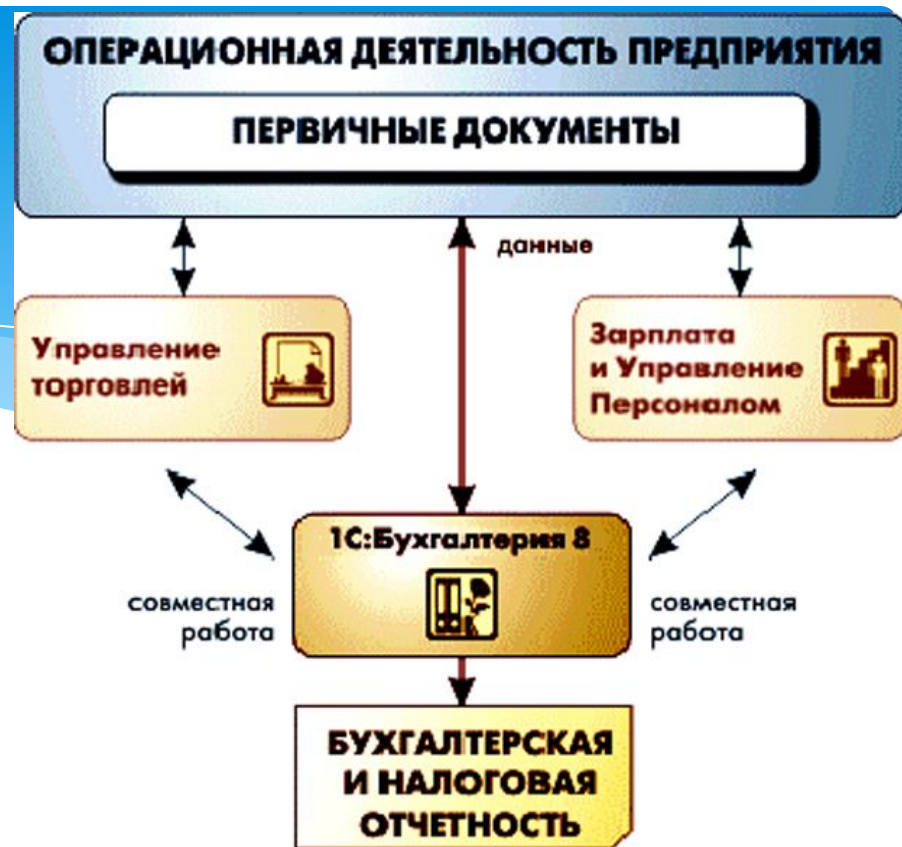 ОПЕРАЦИОННАЯ ДЕЯТЕЛЬНОСТЬ ПРЕДПРИЯТИЯ
ПЕРВИЧНЫЕ ДОКУМЕНТЫ
данные
Управление
торговлей
Зарплата
и Управление
Персоналом
1С:Бухгалтерия 8
совместная
работа
совместная
работа
БУХГАЛТЕРСКАЯ
И НАЛОГОВАЯ
ОТЧЕТНОСТЬ